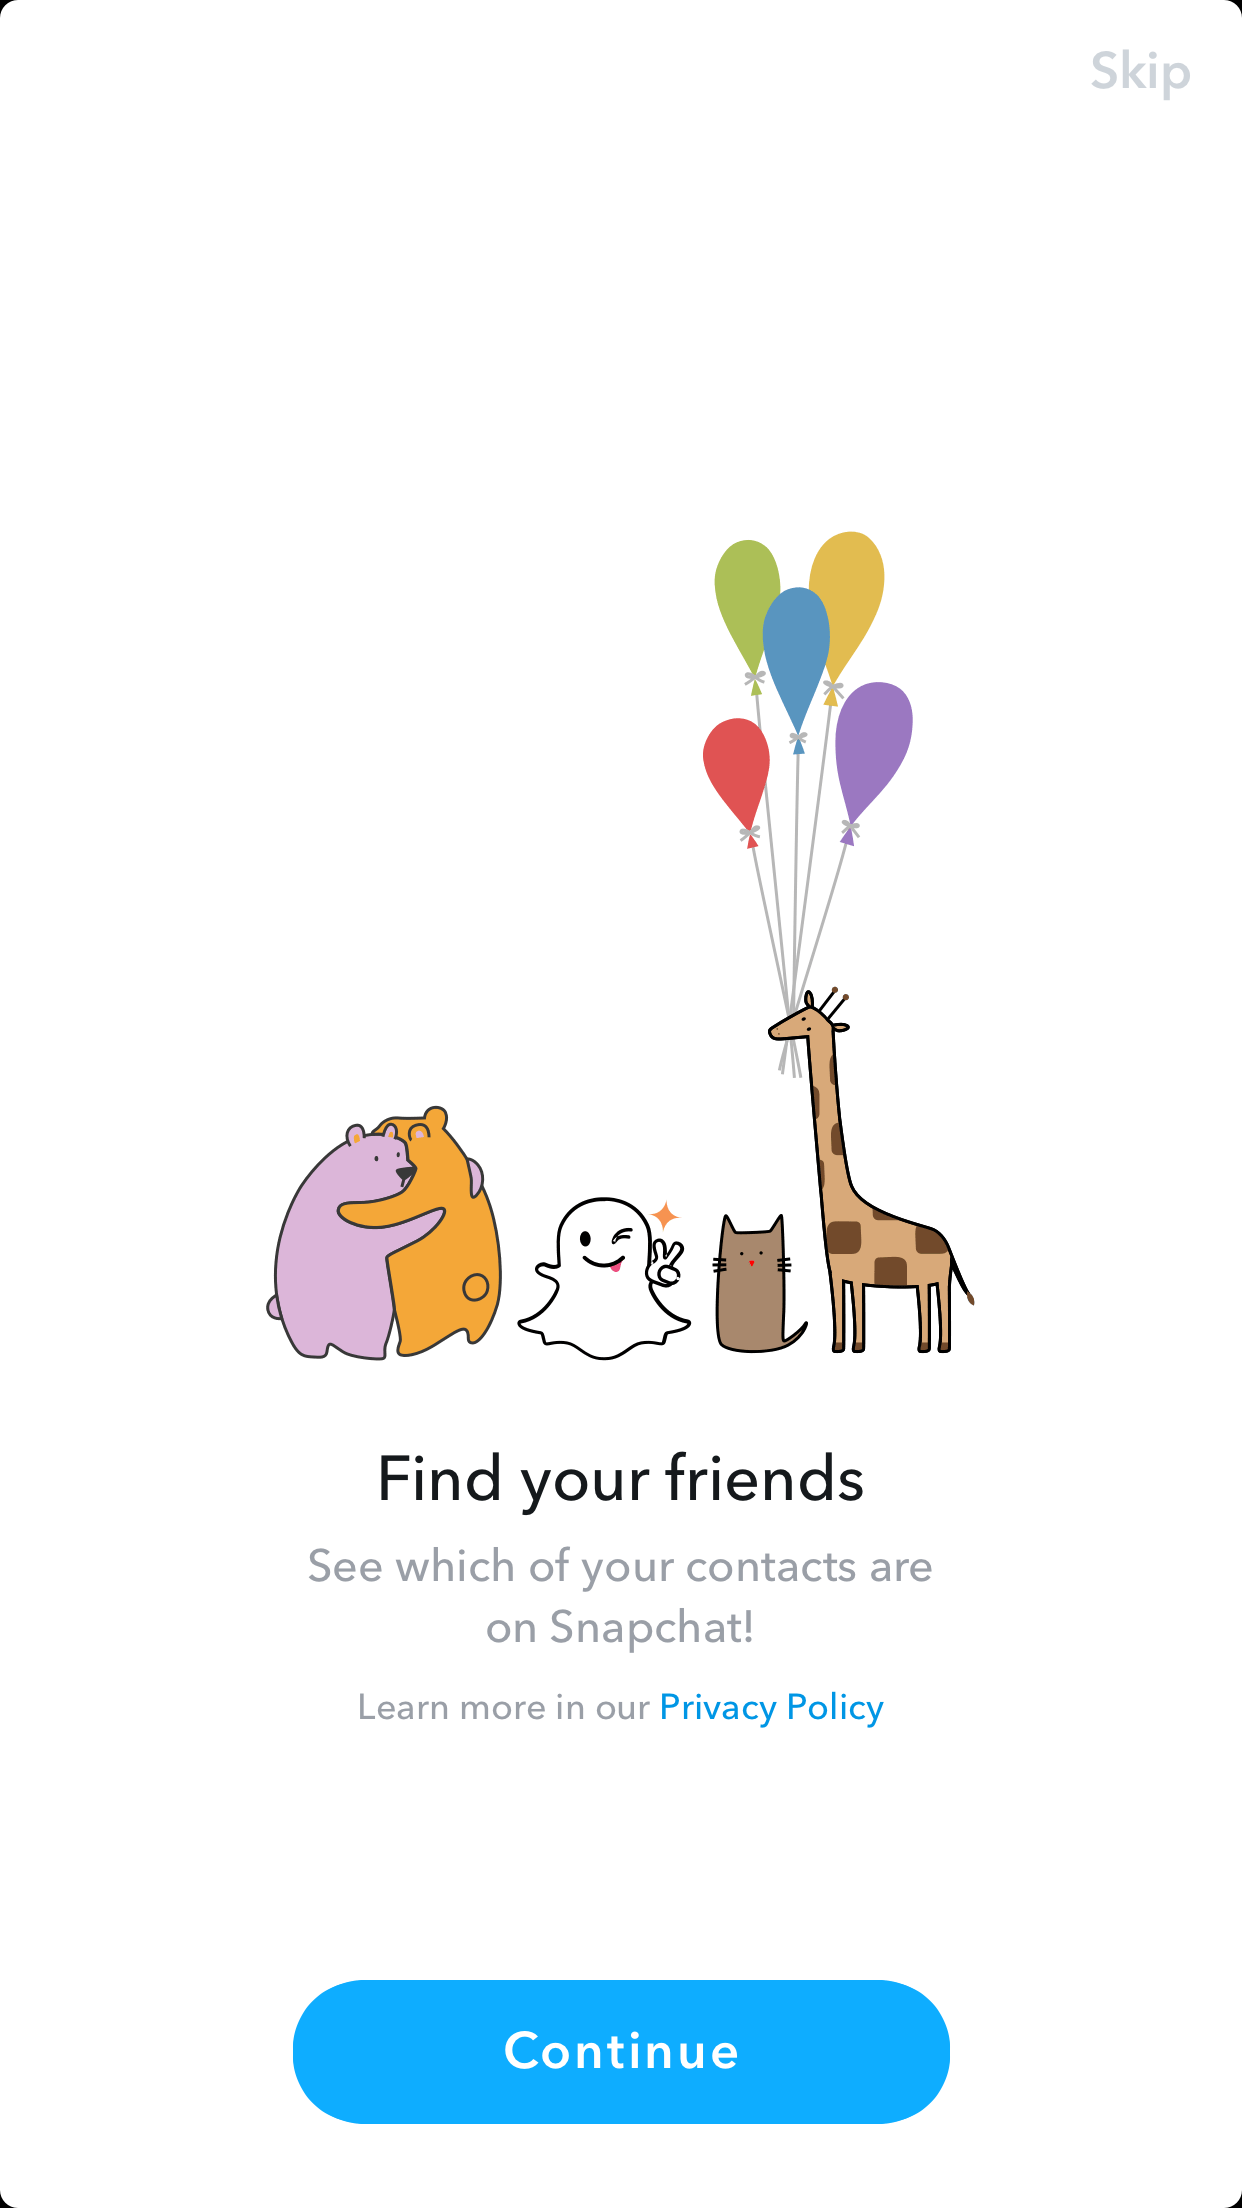 Skip
Find your friends
See which of your contacts are
on Snapchat!
Learn more in our Privacy Policy
Continue